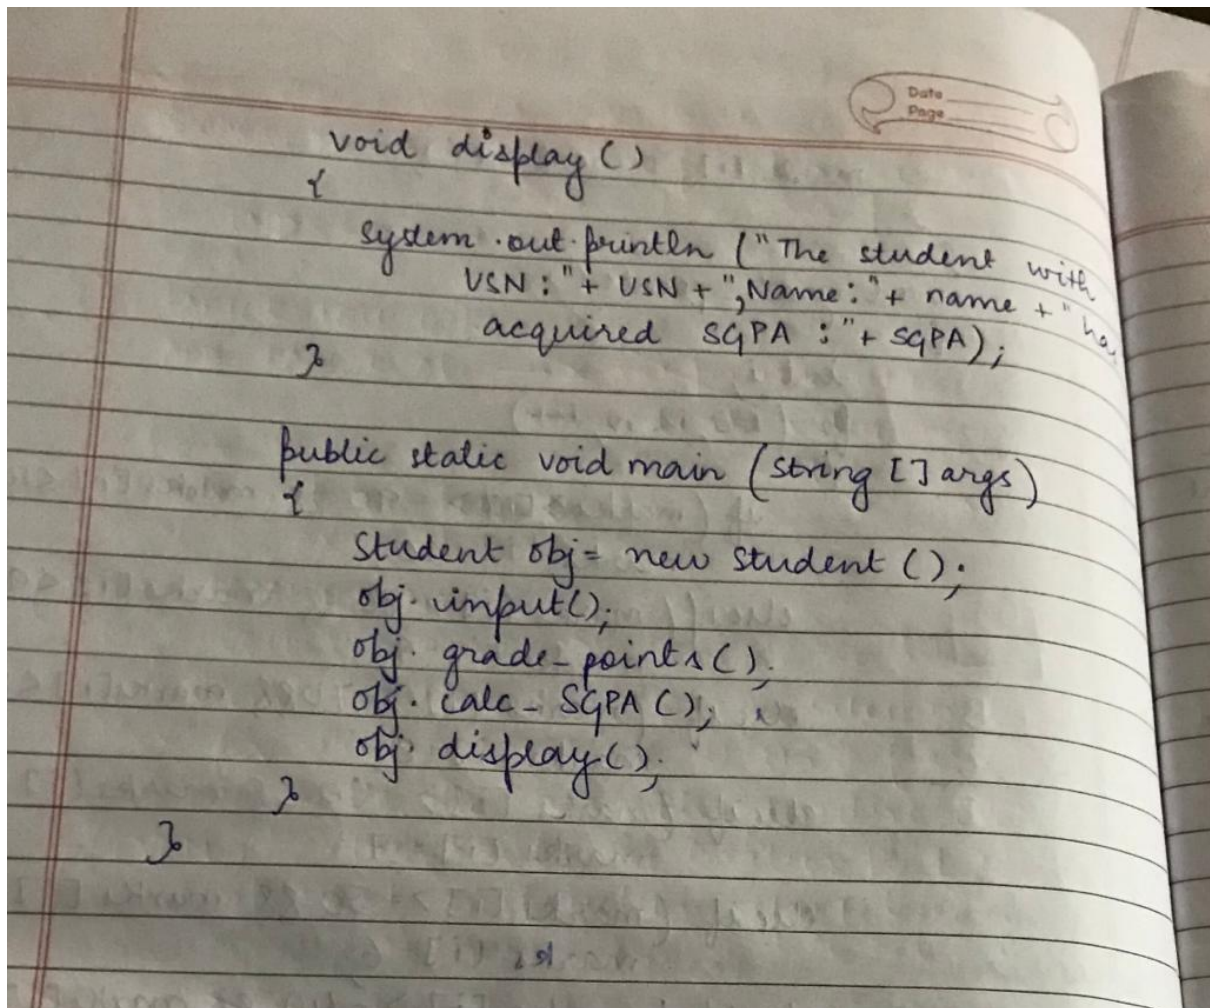 Date
Page
void display ()
{
system.out.println ("The student with
USN : "+ USN + ",Name: "+ name + "
acquired SGPA : "+ SGPA);
}
public static void main (string [] args)
{
student obj = new student ();
obj. input();
obj. grade_points();
obj. calc_SGPA ();
obj. display();
}
}